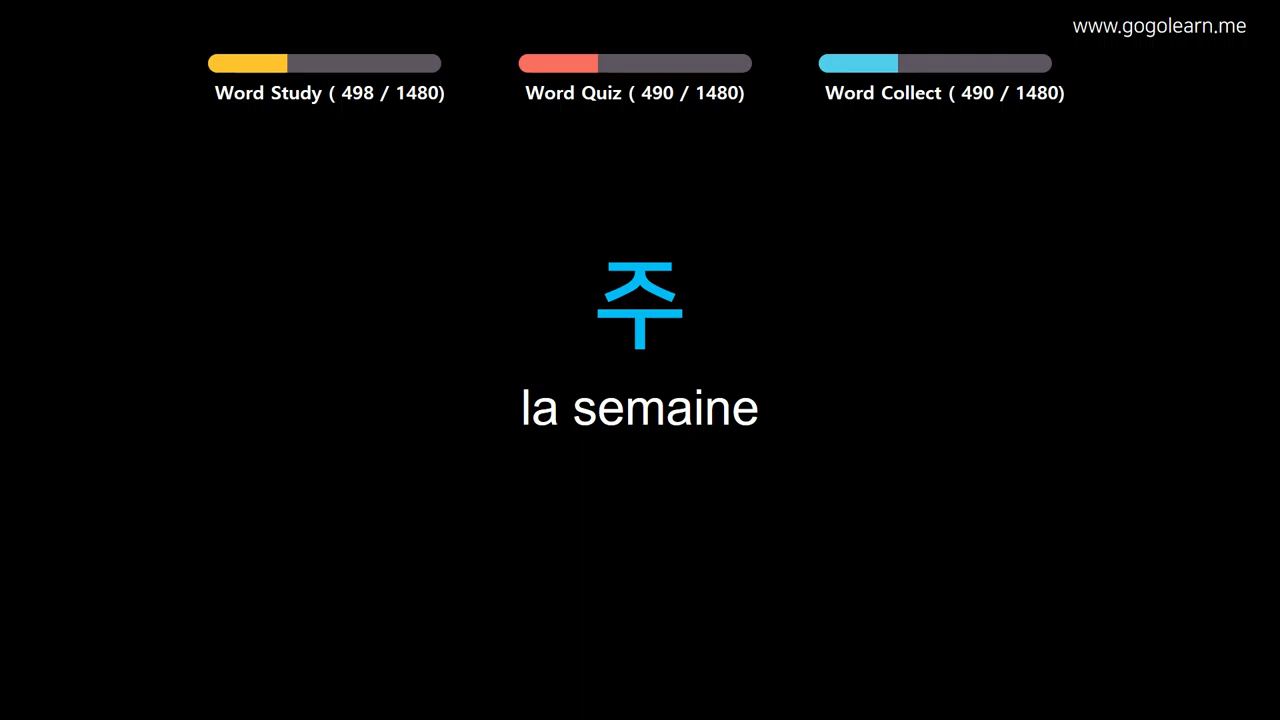 www.gogolearn.me
Word Study ( 498 / 1480)
Word Quiz ( 490 / 1480)
Word Collect ( 490 / 1480)
주
la semaine